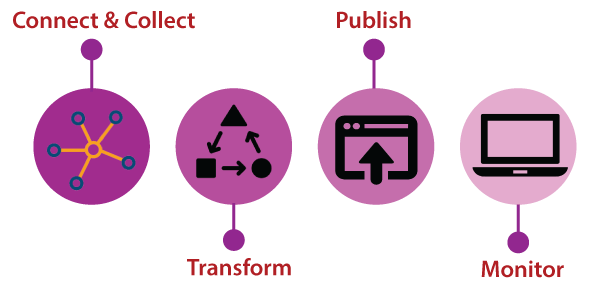 Connect & Collect
Publish
Transform
Monitor